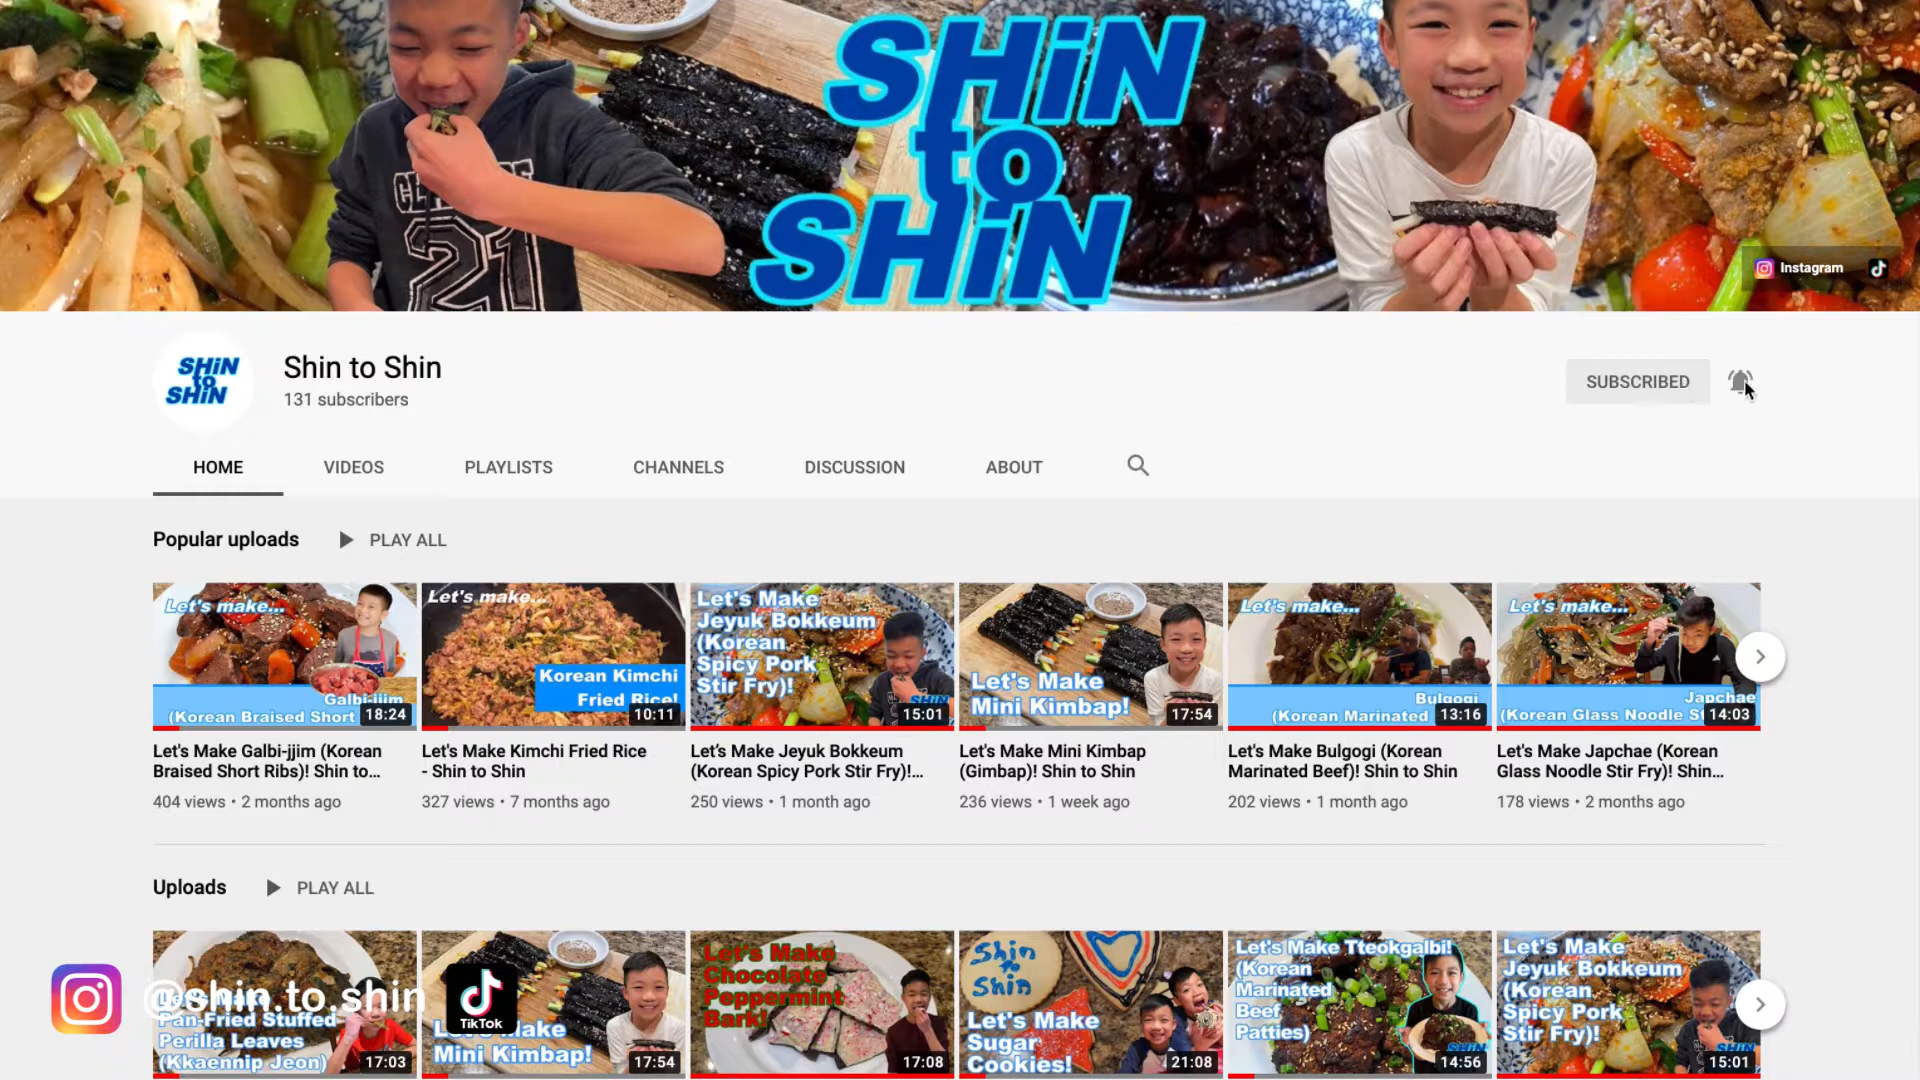 SHiN
to
SHiN
21
Instagram
SHiN
to
SHiN
Shin to Shin
131 subscribers
SUBSCRIBED
HOME
VIDEOS
PLAYLISTS
CHANNELS
DISCUSSION
ABOUT
Popular uploads
PLAY ALL
Let's make...
Galbi-jjim
(Korean Braised Short
18:24
Let's make...
Korean Kimchi
Fried Rice!
10:11
Let's Make
Jeyuk Bokkeum
(Korean
Spicy Pork
Stir Fry)!
15:01
Let's Make
Mini Kimbap!
17:54
Let's make...
Bulgogi
(Korean Marinated
13:16
Let's make...
Japchae
(Korean Glass Noodle St
14:03
Let's Make Galbi-jjim (Korean
Braised Short Ribs)! Shin to...
404 views • 2 months ago
Let's Make Kimchi Fried Rice
- Shin to Shin
327 views • 7 months ago
Let’s Make Jeyuk Bokkeum
(Korean Spicy Pork Stir Fry)!...
250 views • 1 month ago
Let's Make Mini Kimbap
(Gimbap)! Shin to Shin
236 views • 1 week ago
Let's Make Bulgogi (Korean
Marinated Beef)! Shin to Shin
202 views • 1 month ago
Let's Make Japchae (Korean
Glass Noodle Stir Fry)! Shin...
178 views • 2 months ago
Uploads
PLAY ALL
@shin.to.shin
Pan-Fried Stuffed
Perilla Leaves
(Kkaennip Jeon)
17:03
TikTok
Let's Make
Mini Kimbap!
17:54
Let's Make
Chocolate
Peppermint
Bark!
17:08
Shin
to
Shin
Let's Make
Sugar
Cookies!
21:08
Let's Make Tteokgalbi!
(Korean
Marinated
Beef
Patties)
14:56
Let's Make
Jeyuk Bokkeum
(Korean
Spicy Pork
Stir Fry)!
15:01